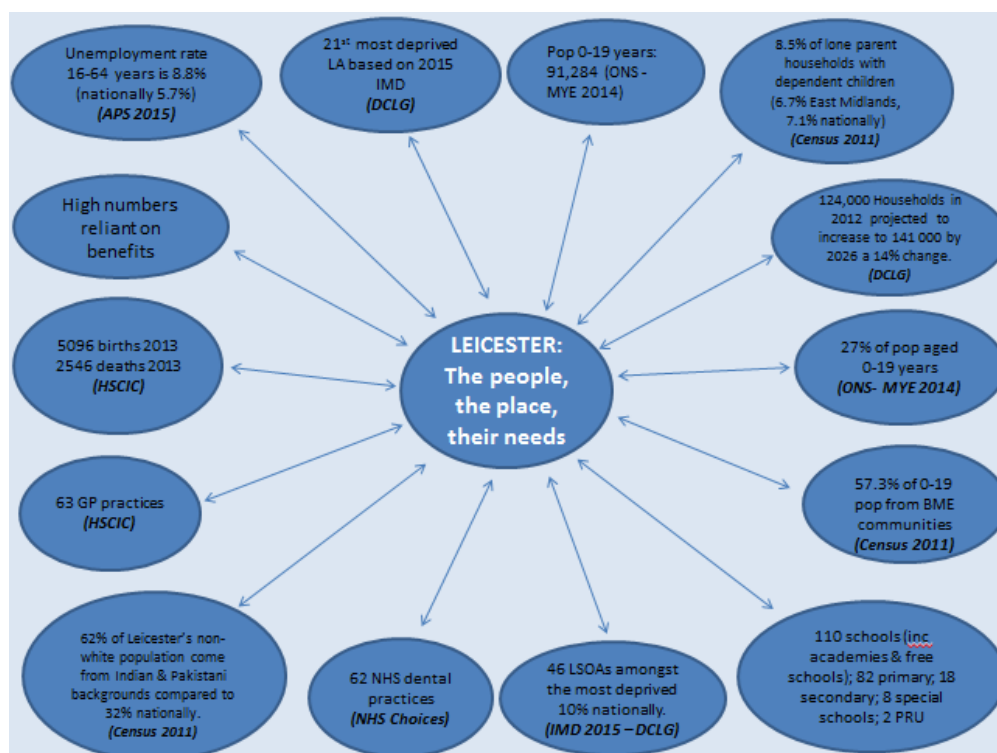 Unemployment rate
16-64 years is 8.8%
(nationally 5.7%)
(APS 2015)
21st most deprived
LA based on 2015
IMD
(DCLG)
Pop 0-19 years:
91,284 (ONS -
MYE 2014)
8.5% of lone parent
households with
dependent children
(6.7% East Midlands,
7.1% nationally)
(Census 2011)
High numbers
reliant on
benefits
124,000 Households in
2012 projected to
increase to 141 000 by
2026 a 14% change.
(DCLG)
5096 births 2013
2546 deaths 2013
(HSCIC)
LEICESTER:
The people,
the place,
their needs
27% of pop aged
0-19 years
(ONS- MYE 2014)
63 GP practices
(HSCIC)
57.3% of 0-19
pop from BME
communities
(Census 2011)
62% of Leicester's non-
white population come
from Indian & Pakistani
backgrounds compared to
32% nationally.
(Census 2011)
62 NHS dental
practices
(NHS Choices)
46 LSOAs amongst
the most deprived
10% nationally.
(IMD 2015 – DCLG)
110 schools (inc
academies & free
schools); 82 primary; 18
secondary; 8 special
schools; 2 PRU